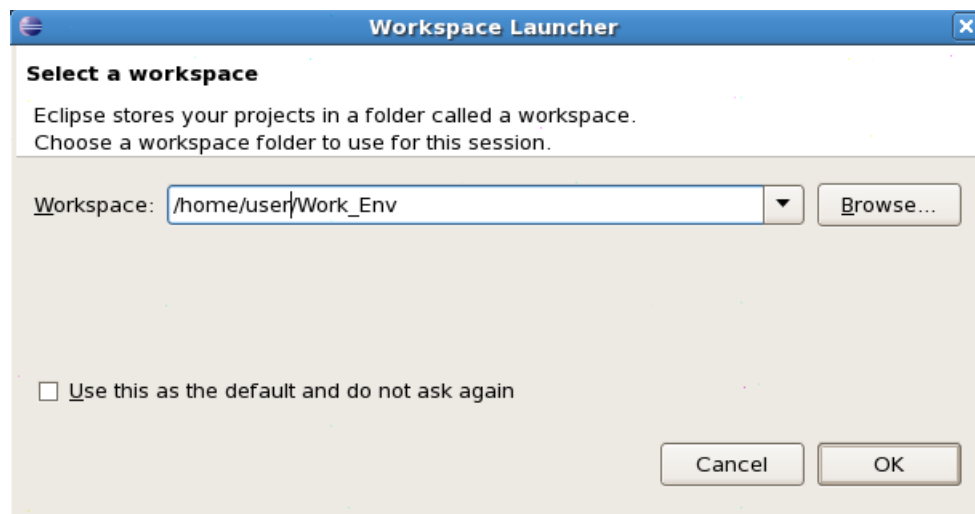 Workspace Launcher
Select a workspace
Eclipse stores your projects in a folder called a workspace.
Choose a workspace folder to use for this session.
Workspace: /home/user/Work_Env Browse...
Use this as the default and do not ask again
Cancel OK